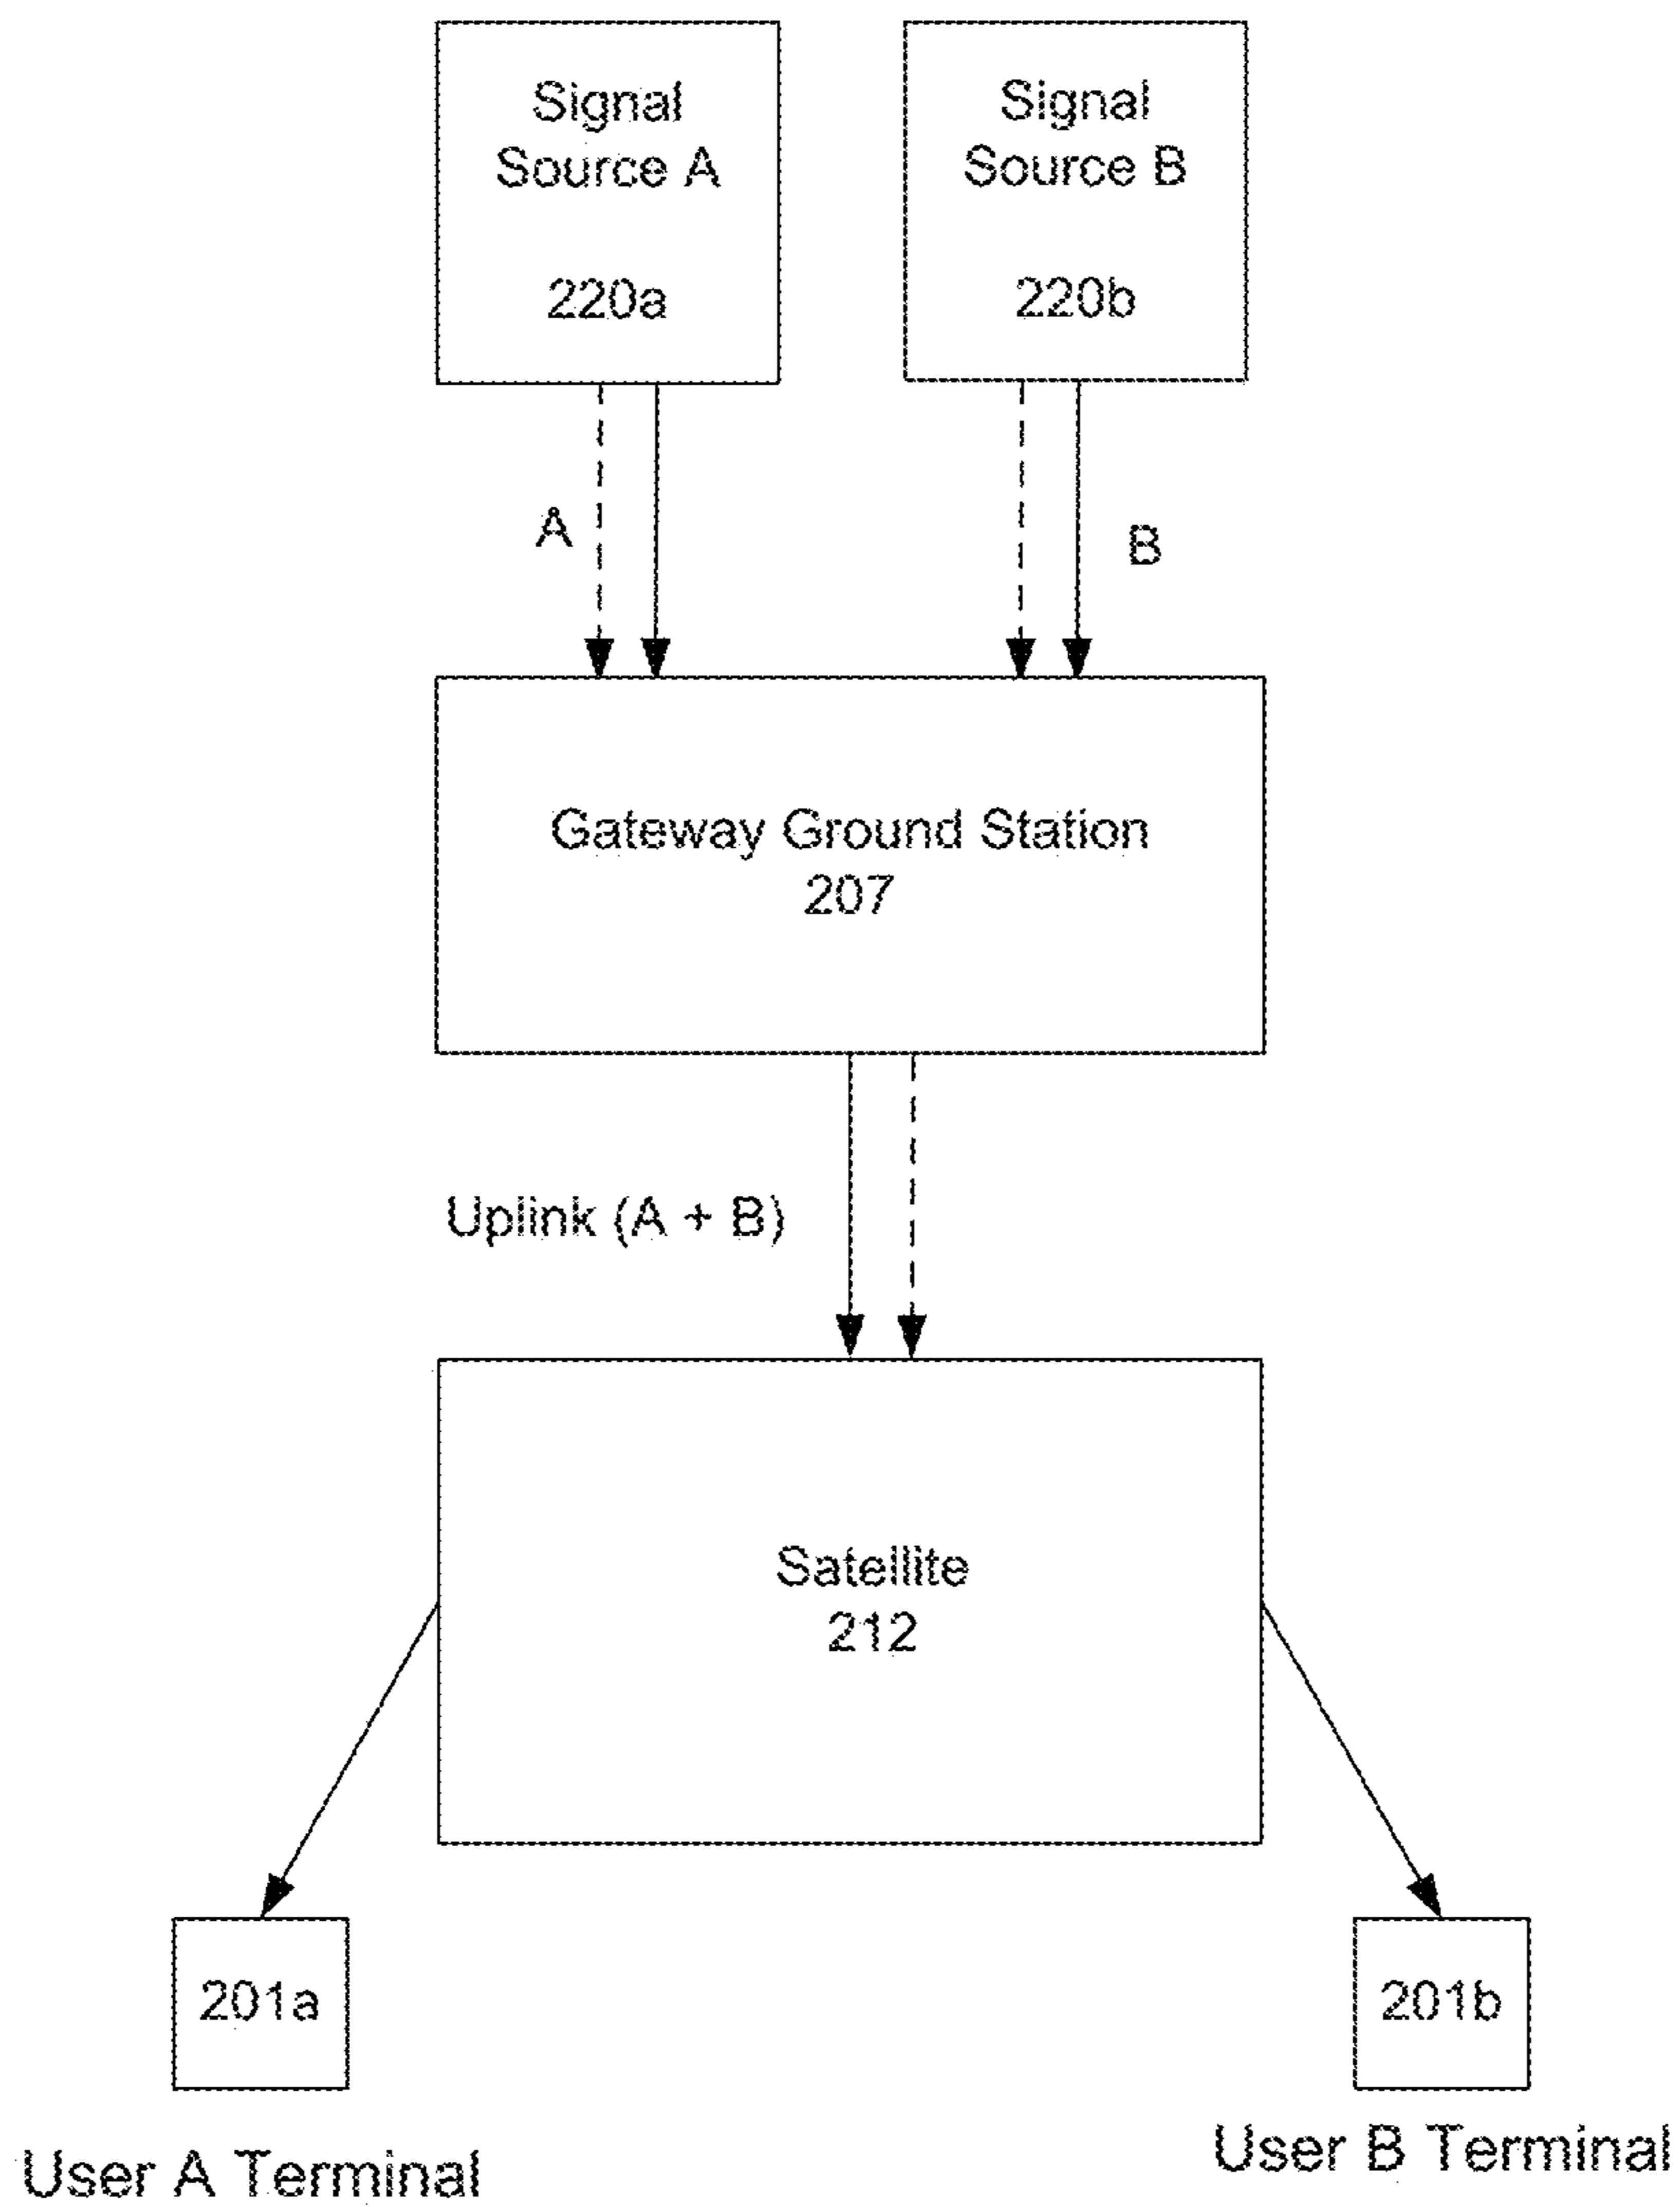 Signal
Source A
220a
Signal
Source B
220b
A
B
Gateway Ground Station
207
Uplink (A + B)
Satellite
212
201a
201b
User A Terminal
User B Terminal